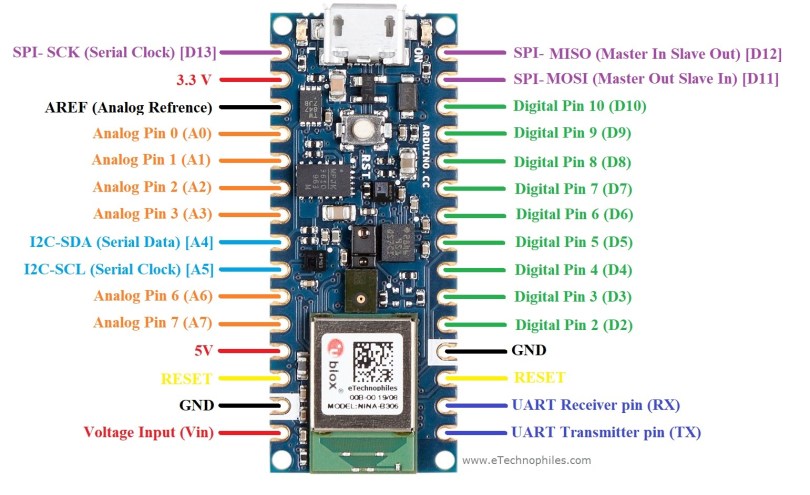 SPI- SCK (Serial Clock) [D13]
3.3 V
AREF (Analog Refrence)
Analog Pin 0 (A0)
Analog Pin 1 (A1)
Analog Pin 2 (A2)
Analog Pin 3 (A3)
I2C-SDA (Serial Data) [A4]
I2C-SCL (Serial Clock) [A5]
Analog Pin 6 (A6)
Analog Pin 7 (A7)
5V
RESET
GND
Voltage Input (Vin)
L
ON
RST
ARDUINO.CC
u
blox
eTechnophiles
00B-00 19/08
MODEL:NINA-B306
SPI- MISO (Master In Slave Out) [D12]
SPI-MOSI (Master Out Slave In) [D11]
Digital Pin 10 (D10)
Digital Pin 9 (D9)
Digital Pin 8 (D8)
Digital Pin 7 (D7)
Digital Pin 6 (D6)
Digital Pin 5 (D5)
Digital Pin 4 (D4)
Digital Pin 3 (D3)
Digital Pin 2 (D2)
GND
RESET
UART Receiver pin (RX)
UART Transmitter pin (TX)
www.eTechnophiles.com